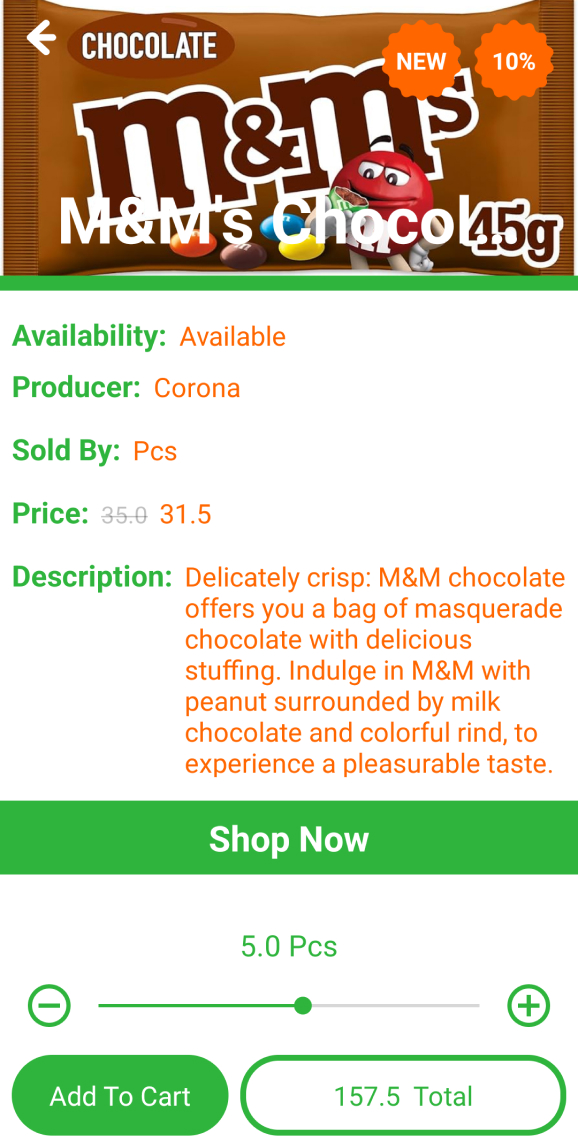 CHOCOLATE
NEW
10%
m&m's
M&M's Chocol
45g
Availability: Available
Producer: Corona
Sold By: Pcs
Price: 35.0 31.5
Description: Delicately crisp: M&M chocolate
offers you a bag of masquerade
chocolate with delicious
stuffing. Indulge in M&M with
peanut surrounded by milk
chocolate and colorful rind, to
experience a pleasurable taste.
Shop Now
5.0 Pcs
Add To Cart
157.5 Total